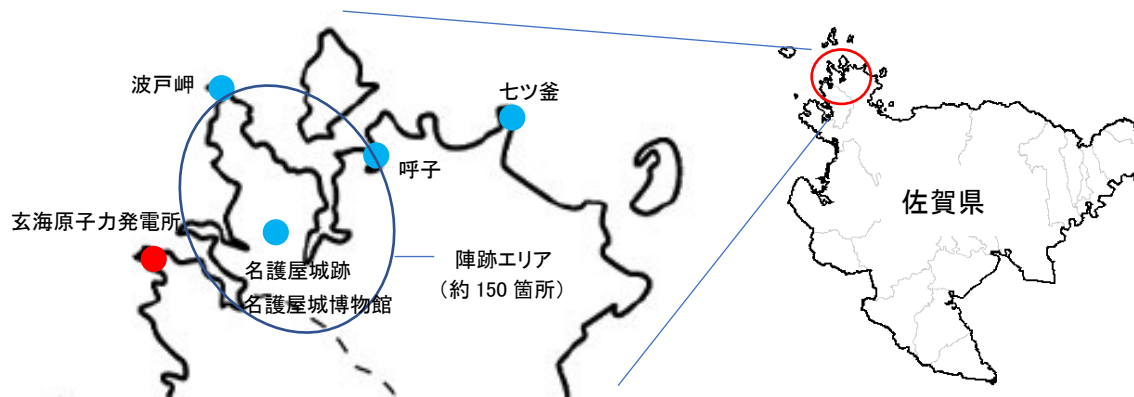 波戸岬
七ツ釜
呼子
玄海原子力発電所
陣跡エリア
（約 150 箇所）
名護屋城跡
名護屋城博物館
佐賀県